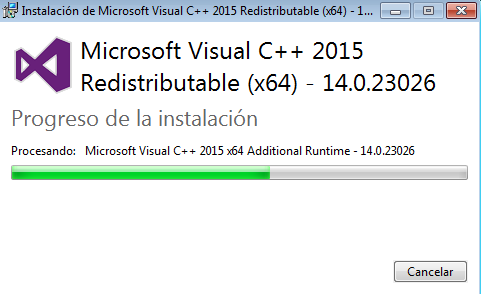 Instalación de Microsoft Visual C++ 2015 Redistributable (x64) - 1...
Microsoft Visual C++ 2015
Redistributable (x64) - 14.0.23026
Progreso de la instalación
Procesando: Microsoft Visual C++ 2015 x64 Additional Runtime - 14.0.23026
Cancelar